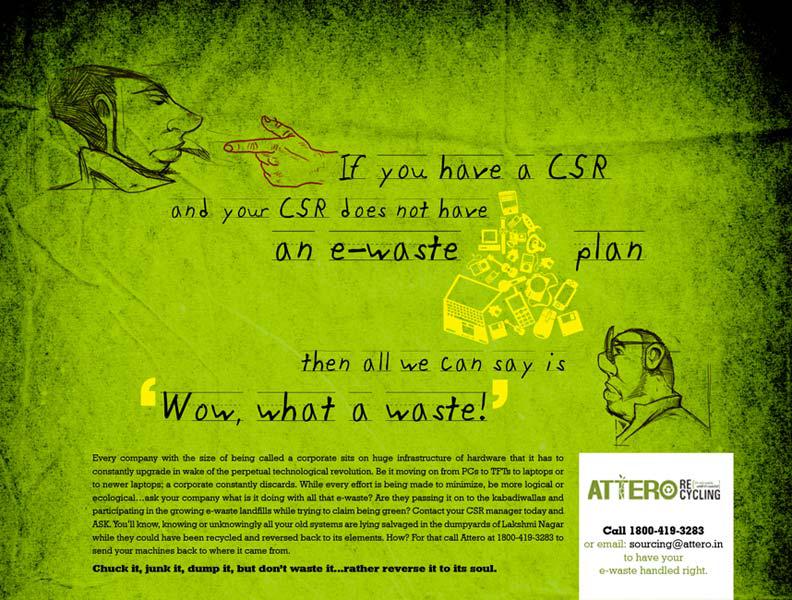 If you have a CSR
and your CSR does not have
an e-waste plan
then all we can say is
‘Wow, what a waste!’
Every company with the size of being called a corporate sits on huge infrastructure of hardware that it has to
constantly upgrade in wake of the perpetual technological revolution. Be it moving on from PCs to TFTs to laptops or
to newer laptops; a corporate constantly discards. While every effort is being made to minimize, be more logical or
ecological...ask your company what is it doing with all that e-waste? Are they passing it on to the kabadiwallas and
participating in the growing e-waste landfills while trying to claim being green? Contact your CSR manager today and
ASK. You'll know, knowing or unknowingly all your old systems are lying salvaged in the dumpyards of Lakshmi Nagar
while they could have been recycled and reversed back to its elements. How? For that call Attero at 1800-419-3283 to
send your machines back to where it came from.
Chuck it, junk it, dump it, but don't waste it...rather reverse it to its soul.
ATTERO RE
CYCLING
Call 1800-419-3283
or email: sourcing@attero.in
to have your
e-waste handled right.